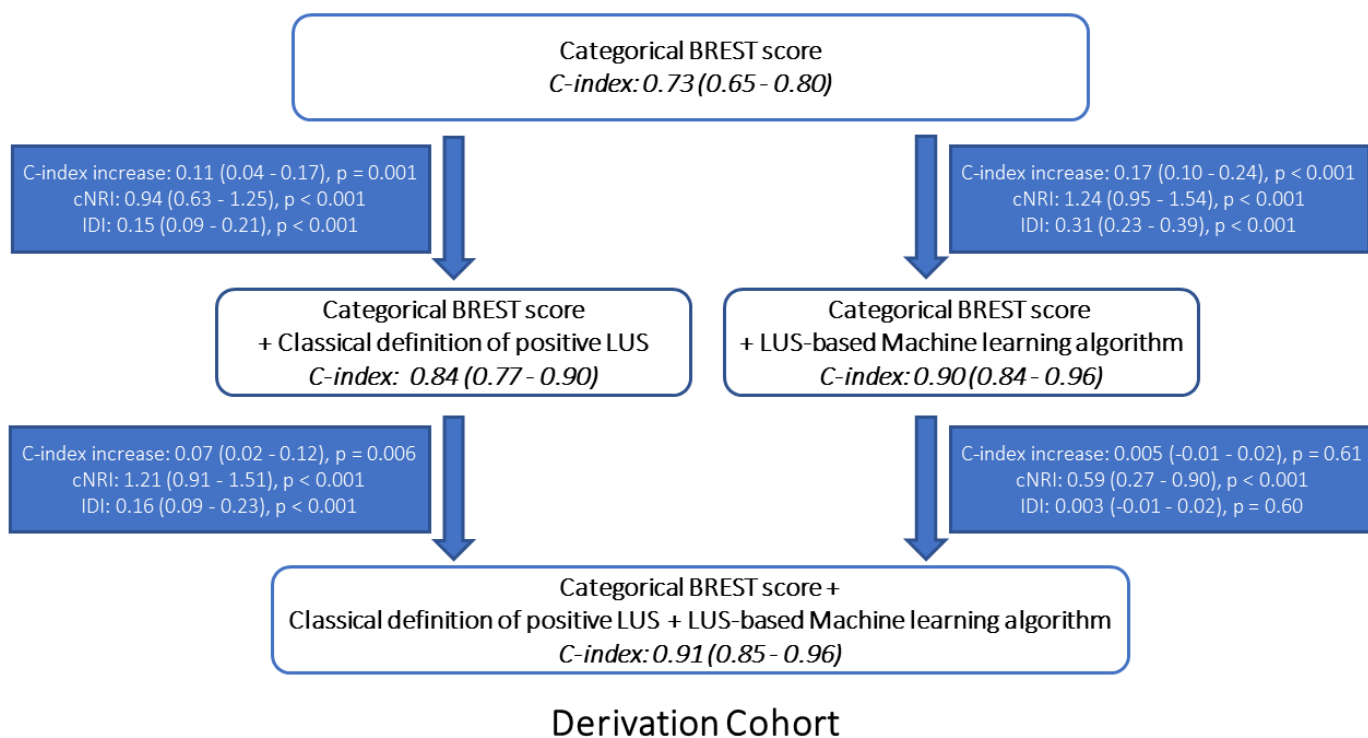 Categorical BREST score
C-index: 0.73 (0.65 - 0.80)
C-index increase: 0.11 (0.04 - 0.17), p = 0.001
cNRI: 0.94 (0.63 - 1.25), p < 0.001
IDI: 0.15 (0.09 - 0.21), p < 0.001
C-index increase: 0.17 (0.10 - 0.24), p < 0.001
cNRI: 1.24 (0.95 - 1.54), p < 0.001
IDI: 0.31 (0.23 - 0.39), p < 0.001
Categorical BREST score
+ Classical definition of positive LUS
C-index: 0.84 (0.77 - 0.90)
Categorical BREST score
+ LUS-based Machine learning algorithm
C-index: 0.90 (0.84 - 0.96)
C-index increase: 0.07 (0.02 - 0.12), p = 0.006
cNRI: 1.21 (0.91 - 1.51), p < 0.001
IDI: 0.16 (0.09 - 0.23), p < 0.001
C-index increase: 0.005 (-0.01 - 0.02), p = 0.61
cNRI: 0.59 (0.27 - 0.90), p < 0.001
IDI: 0.003 (-0.01 - 0.02), p = 0.60
Categorical BREST score +
Classical definition of positive LUS + LUS-based Machine learning algorithm
C-index: 0.91 (0.85 - 0.96)
Derivation Cohort